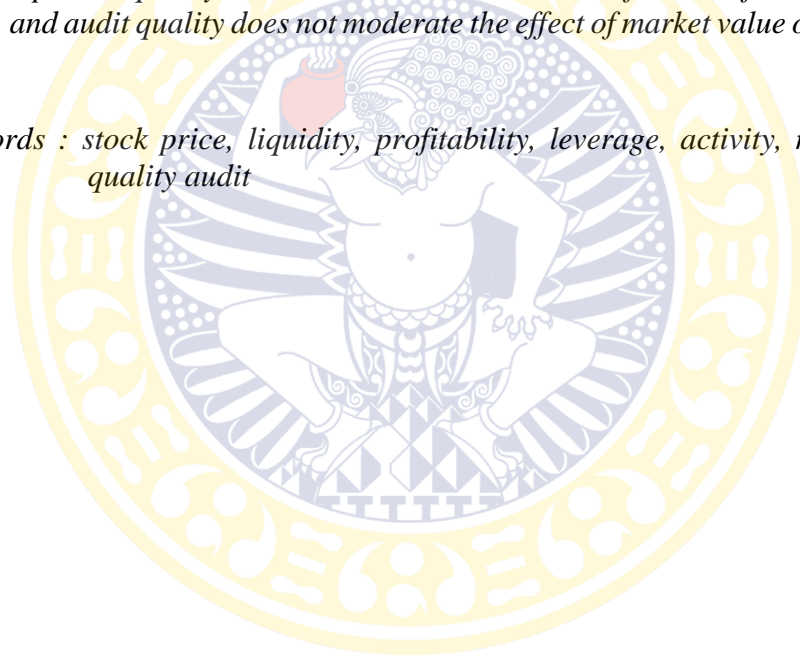 and audit quality does not moderate the effect of market value
ords : stock price, liquidity, profitability, leverage, activity,
quality audit